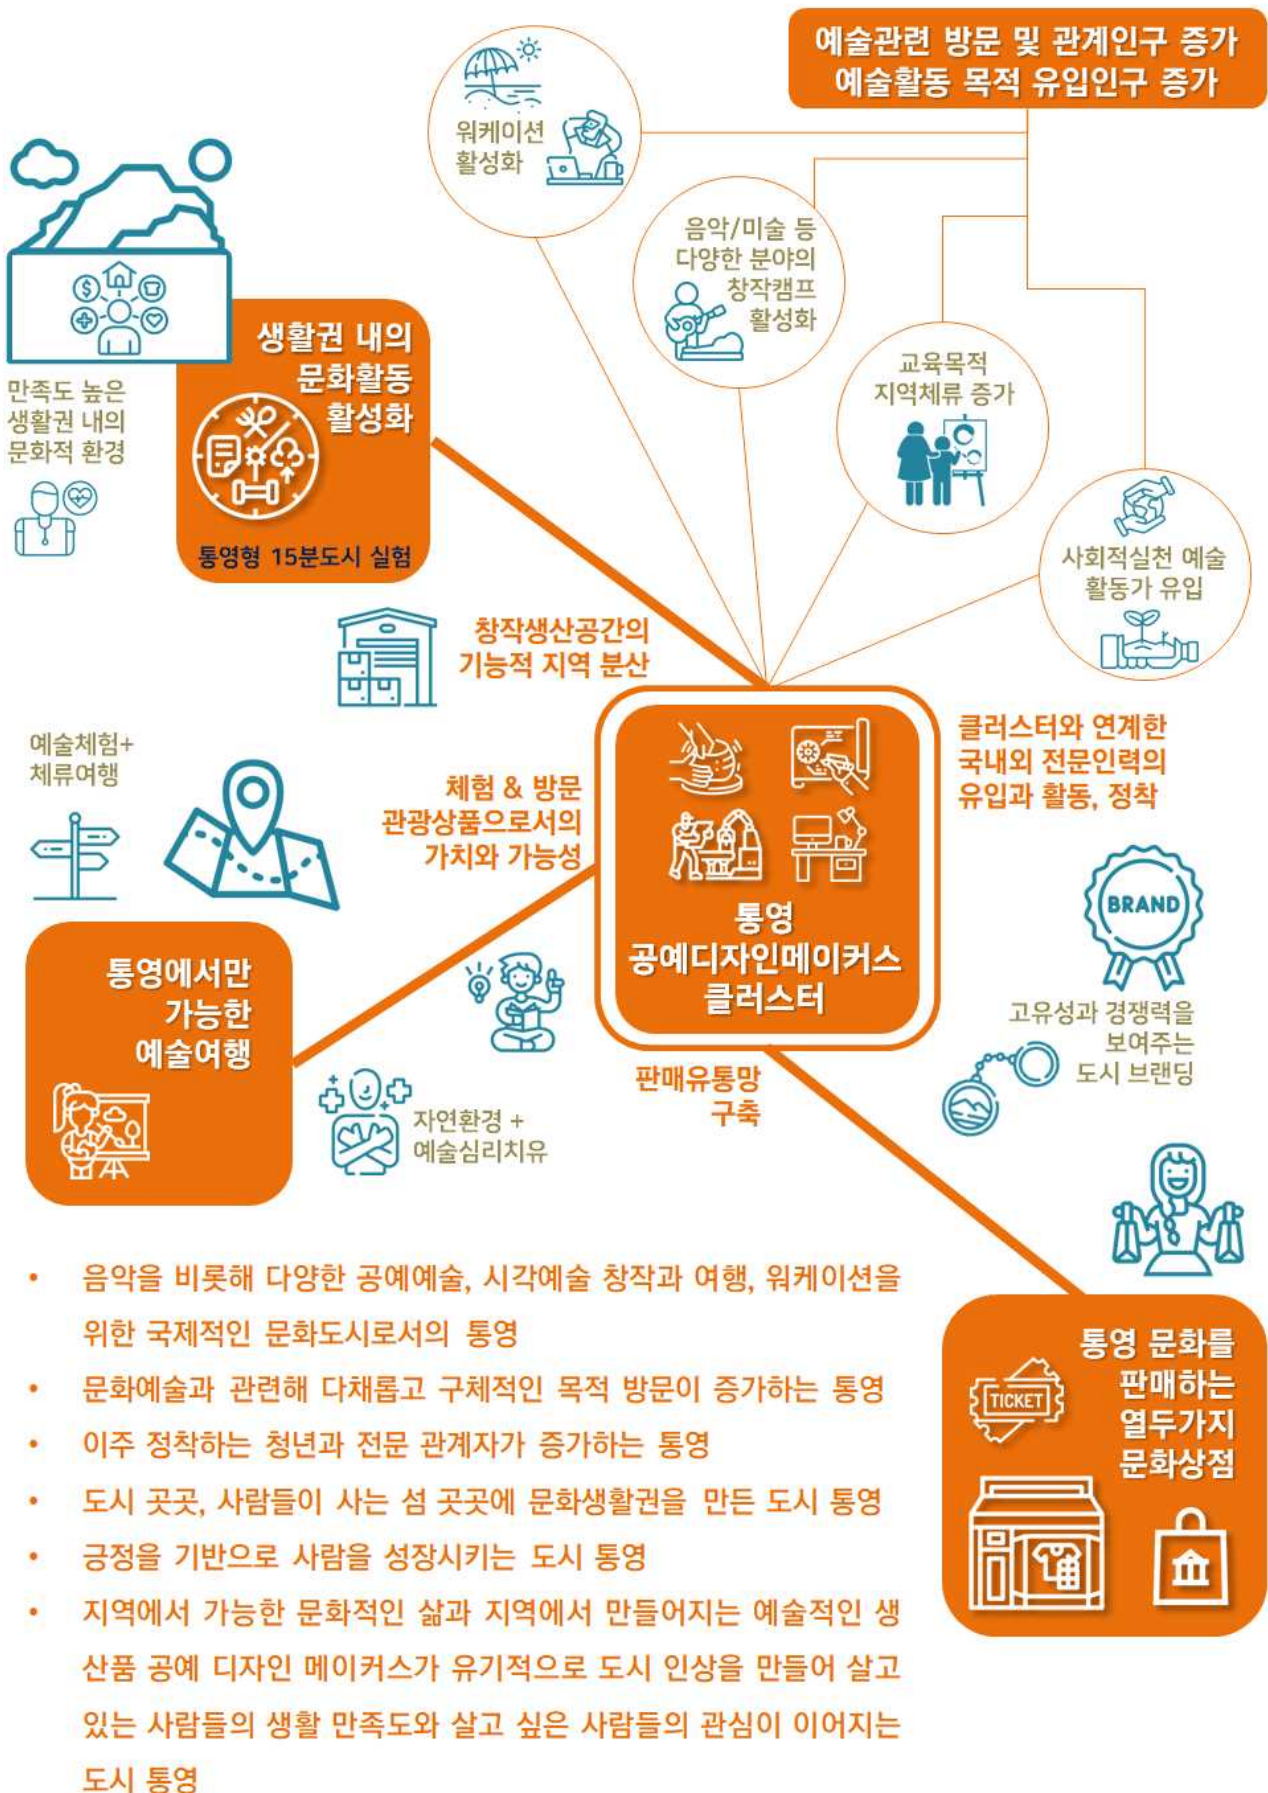 예술관련 방문 및 관계인구 증가
예술활동 목적 유입인구 증가
워케이션
활성화
음악/미술 등
다양한 분야의
창작캠프
활성화
교육목적
지역체류 증가
사회적실천 예술
활동가 유입
생활권 내의
문화활동
활성화
통영형 15분도시 실험
만족도 높은
생활권 내의
문화적 환경
창작생산공간의
기능적 지역 분산
클러스터와 연계한
국내외 전문인력의
유입과 활동, 정착
예술체험+
체류여행
체험 & 방문
관광상품으로서의
가치와 가능성
통영
공예디자인메이커스
클러스터
BRAND
고유성과 경쟁력을
보여주는
도시 브랜딩
통영에서만
가능한
예술여행
자연환경 +
예술심리치유
판매유통망
구축
통영 문화를
판매하는
열두가지
문화상점
TICKET
• 음악을 비롯해 다양한 공예예술, 시각예술 창작과 여행, 워케이션을
위한 국제적인 문화도시로서의 통영
• 문화예술과 관련해 다채롭고 구체적인 목적 방문이 증가하는 통영
• 이주 정착하는 청년과 전문 관계자가 증가하는 통영
• 도시 곳곳, 사람들이 사는 섬 곳곳에 문화생활권을 만든 도시 통영
• 긍정을 기반으로 사람을 성장시키는 도시 통영
• 지역에서 가능한 문화적인 삶과 지역에서 만들어지는 예술적인 생
산품 공예 디자인 메이커스가 유기적으로 도시 인상을 만들어 살고
있는 사람들의 생활 만족도와 살고 싶은 사람들의 관심이 이어지는
도시 통영